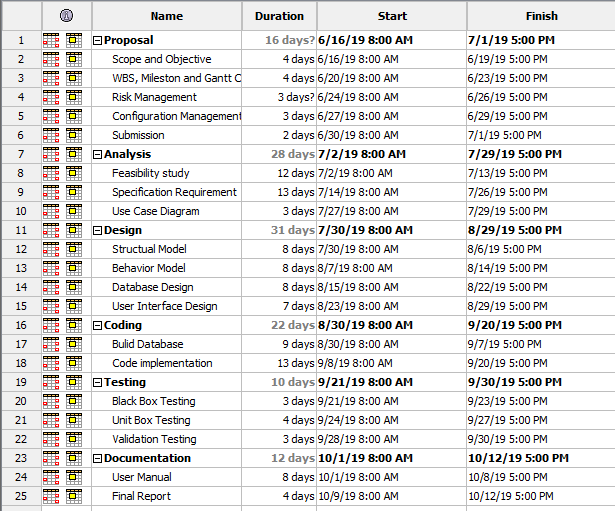 Name Duration Start Finish
1 Proposal 16 days? 6/16/19 8:00 AM 7/1/19 5:00 PM
2 Scope and Objective 4 days 6/16/19 8:00 AM 6/19/19 5:00 PM
3 WBS, Mileston and Gantt C 4 days 6/20/19 8:00 AM 6/23/19 5:00 PM
4 Risk Management 3 days? 6/24/19 8:00 AM 6/26/19 5:00 PM
5 Configuration Management 3 days 6/27/19 8:00 AM 6/29/19 5:00 PM
6 Submission 2 days 6/30/19 8:00 AM 7/1/19 5:00 PM
7 Analysis 28 days 7/2/19 8:00 AM 7/29/19 5:00 PM
8 Feasibility study 12 days 7/2/19 8:00 AM 7/13/19 5:00 PM
9 Specification Requirement 13 days 7/14/19 8:00 AM 7/26/19 5:00 PM
10 Use Case Diagram 3 days 7/27/19 8:00 AM 7/29/19 5:00 PM
11 Design 31 days 7/30/19 8:00 AM 8/29/19 5:00 PM
12 Structual Model 8 days 7/30/19 8:00 AM 8/6/19 5:00 PM
13 Behavior Model 8 days 8/7/19 8:00 AM 8/14/19 5:00 PM
14 Database Design 8 days 8/15/19 8:00 AM 8/22/19 5:00 PM
15 User Interface Design 7 days 8/23/19 8:00 AM 8/29/19 5:00 PM
16 Coding 22 days 8/30/19 8:00 AM 9/20/19 5:00 PM
17 Bulid Database 9 days 8/30/19 8:00 AM 9/7/19 5:00 PM
18 Code implementation 13 days 9/8/19 8:00 AM 9/20/19 5:00 PM
19 Testing 10 days 9/21/19 8:00 AM 9/30/19 5:00 PM
20 Black Box Testing 3 days 9/21/19 8:00 AM 9/23/19 5:00 PM
21 Unit Box Testing 4 days 9/24/19 8:00 AM 9/27/19 5:00 PM
22 Validation Testing 3 days 9/28/19 8:00 AM 9/30/19 5:00 PM
23 Documentation 12 days 10/1/19 8:00 AM 10/12/19 5:00 PM
24 User Manual 8 days 10/1/19 8:00 AM 10/8/19 5:00 PM
25 Final Report 4 days 10/9/19 8:00 AM 10/12/19 5:00 PM